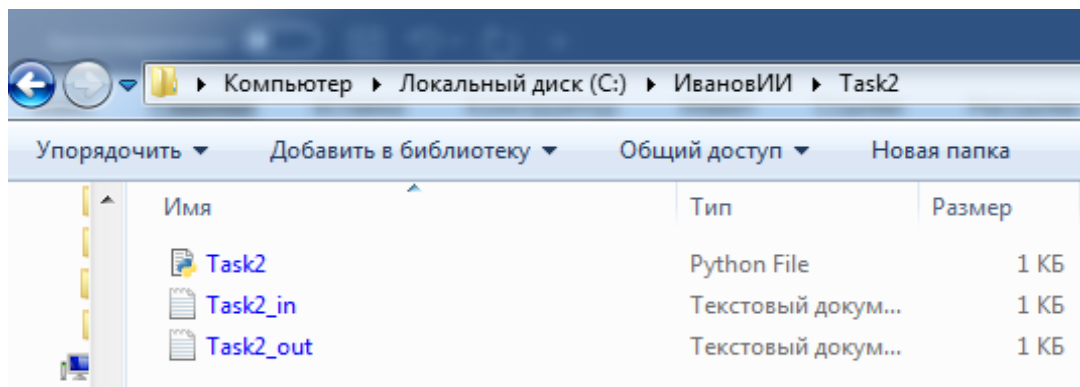 Компьютер ▸ Локальный диск (C:) ▸ ИвановИИ ▸ Task2
Упорядочить ▾ Добавить в библиотеку ▾ Общий доступ ▾ Новая папка
Имя Тип Размер
Task2 Python File 1 КБ
Task2_in Текстовый докум... 1 КБ
Task2_out Текстовый докум... 1 КБ